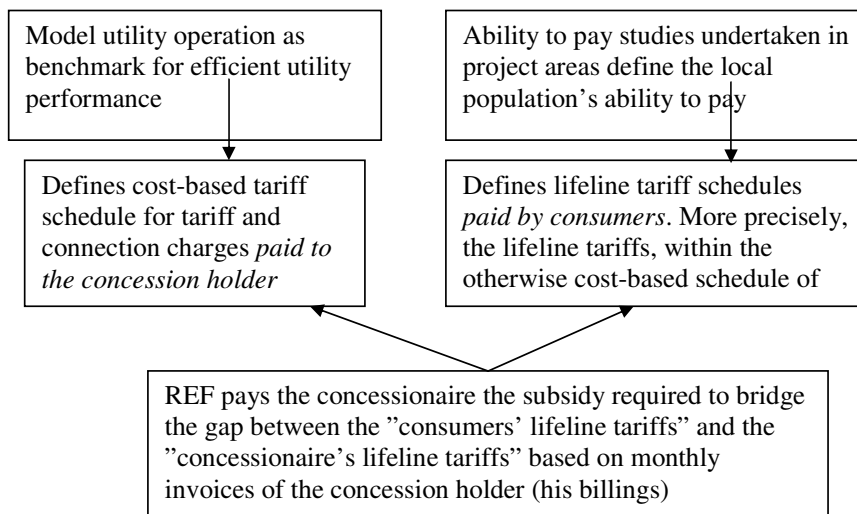 Model utility operation as
benchmark for efficient utility
performance
Ability to pay studies undertaken in
project areas define the local
population’s ability to pay
Defines cost-based tariff
schedule for tariff and
connection charges paid to
the concession holder
Defines lifeline tariff schedules
paid by consumers. More precisely,
the lifeline tariffs, within the
otherwise cost-based schedule of
REF pays the concessionaire the subsidy required to bridge
the gap between the ”consumers’ lifeline tariffs” and the
”concessionaire’s lifeline tariffs” based on monthly
invoices of the concession holder (his billings)